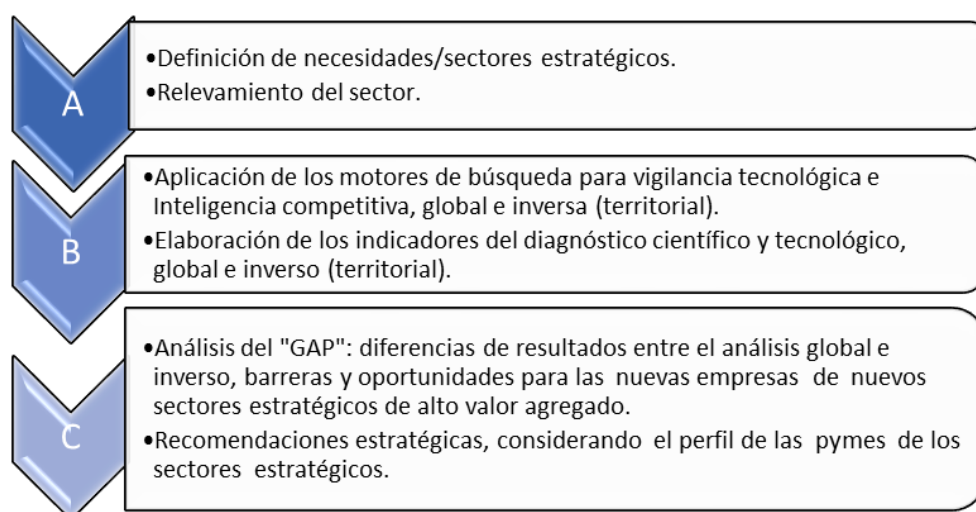 A
•Definición de necesidades/sectores estratégicos.
•Relevamiento del sector.
B
•Aplicación de los motores de búsqueda para vigilancia tecnológica e
Inteligencia competitiva, global e inversa (territorial).
•Elaboración de los indicadores del diagnóstico científico y tecnológico,
global e inverso (territorial).
C
•Análisis del "GAP": diferencias de resultados entre el análisis global e
inverso, barreras y oportunidades para las nuevas empresas de nuevos
sectores estratégicos de alto valor agregado.
•Recomendaciones estratégicas, considerando el perfil de las pymes de los
sectores estratégicos.